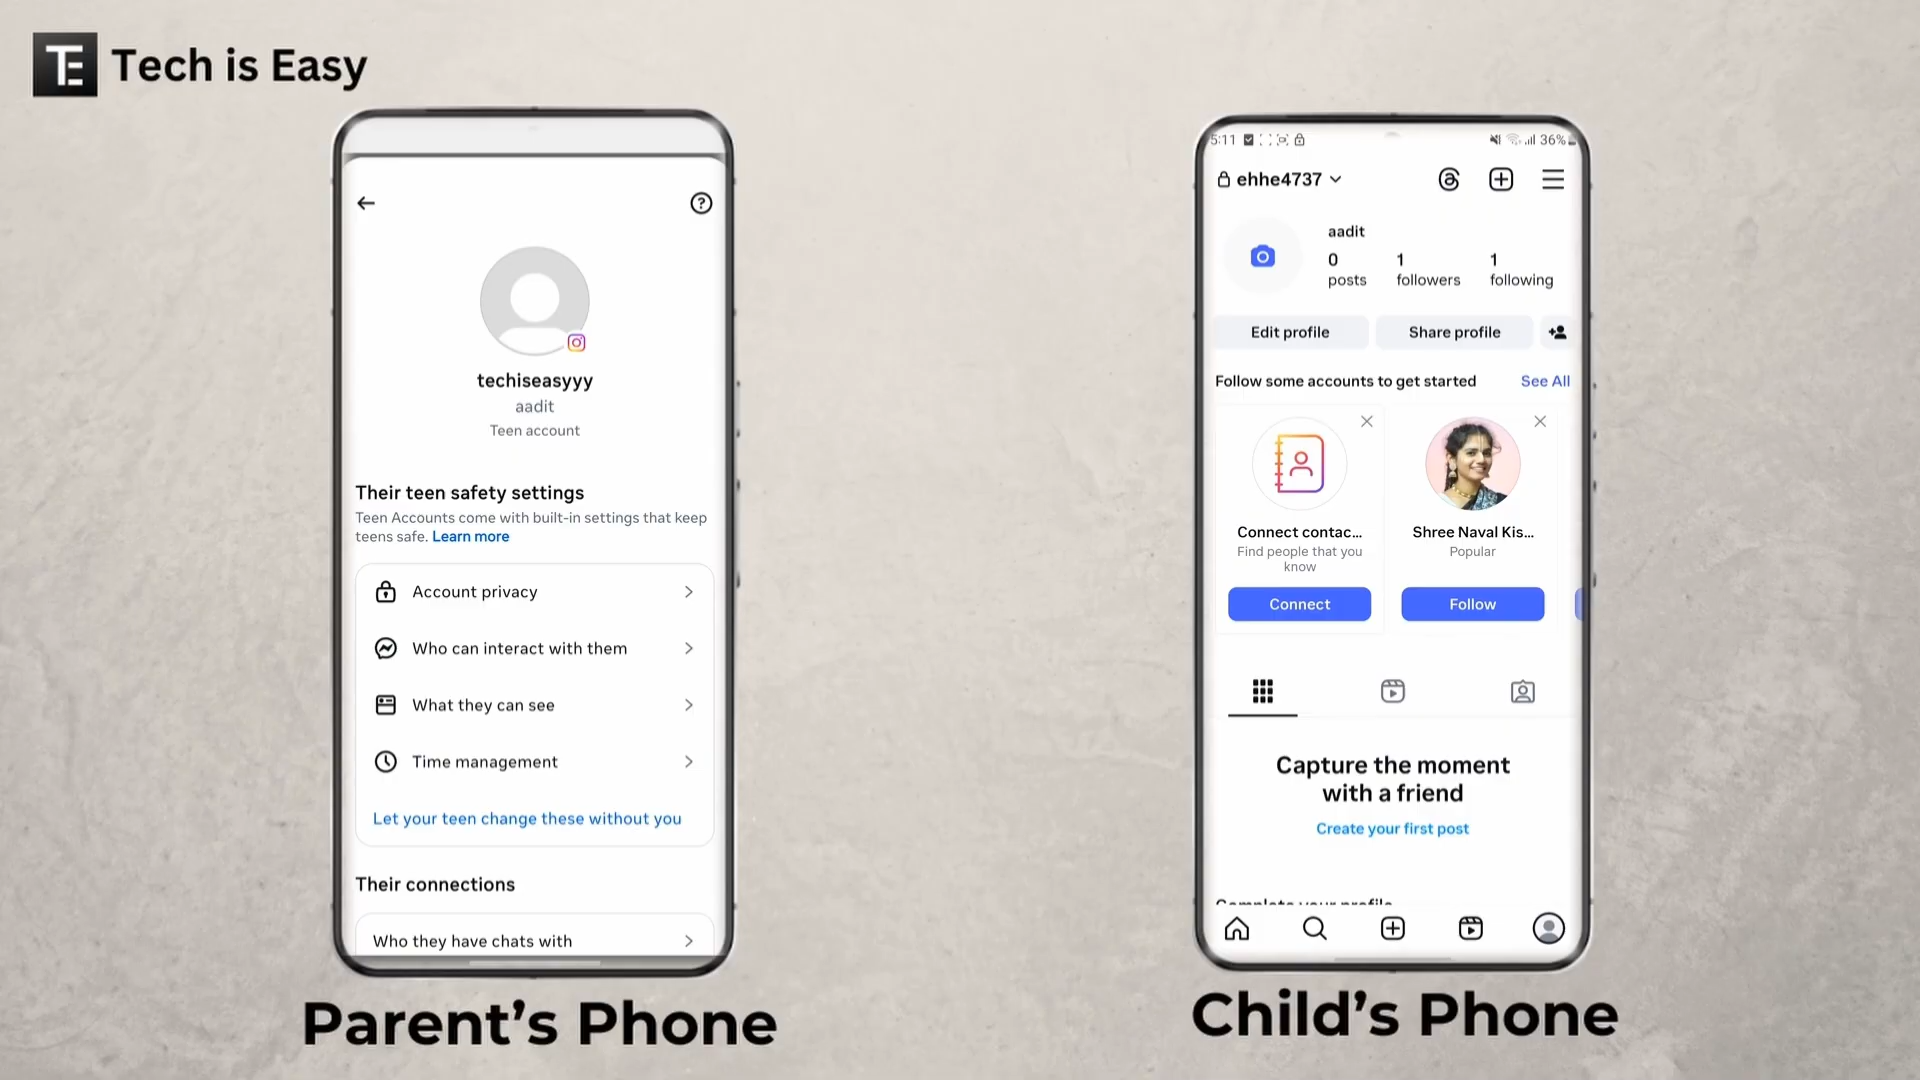 TE Tech is Easy
techiseasyyy
aadit
Teen account
Their teen safety settings
Teen Accounts come with built-in settings that keep
teens safe. Learn more
Account privacy
Who can interact with them
What they can see
Time management
Let your teen change these without you
Their connections
Who they have chats with
Parent's Phone
5:11 36%
ehhe4737
aadit
0 1 1
posts followers following
Edit profile Share profile
Follow some accounts to get started See All
Connect contac... Shree Naval Kis...
Find people that you Popular
know
Connect Follow
Capture the moment
with a friend
Create your first post
Complete your profile
Child's Phone